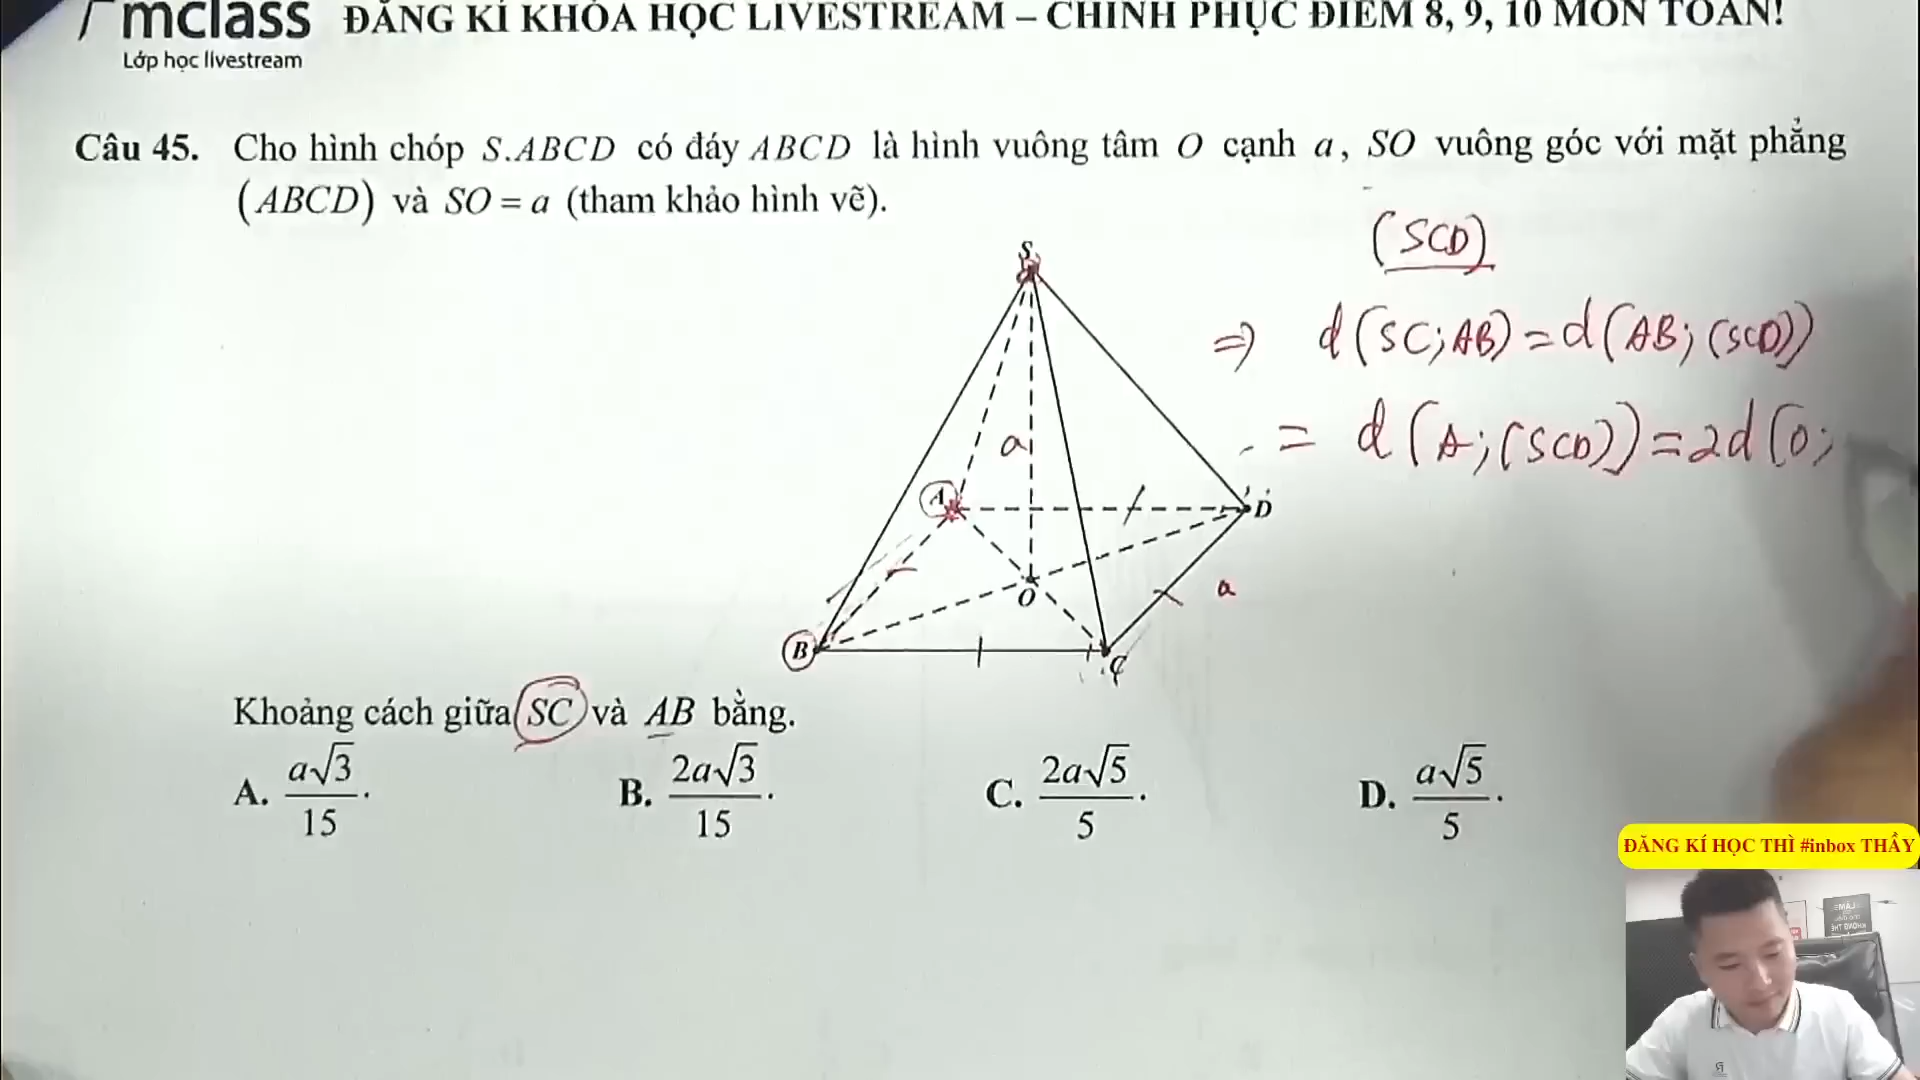 mclass ĐĂNG KÍ KHÓA HỌC LIVESTREAM – CHINH PHỤC ĐIỂM 8, 9, 10 MÔN TOÁN!
Lớp học livestream
Câu 45. Cho hình chóp S.ABCD có đáy ABCD là hình vuông tâm O cạnh a, SO vuông góc với mặt phẳng
(ABCD) và SO = a (tham khảo hình vẽ).
(SCD)
⇒ d(SC;AB) = d(AB;(SCD))
= d(A;(SCD)) = 2d(O;
S
a
A
D
O
a
B
C
Khoảng cách giữa SC và AB bằng.
A. a√3/15. B. 2a√3/15. C. 2a√5/5. D. a√5/5.
ĐĂNG KÍ HỌC THÌ #inbox THẦY